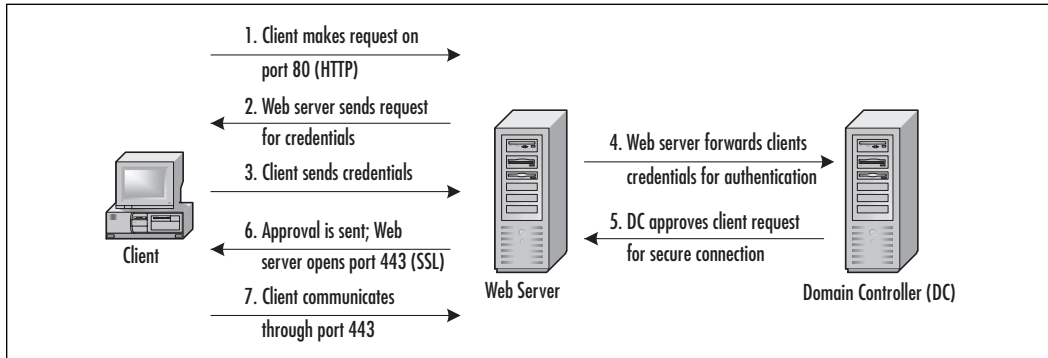 1. Client makes request on
port 80 (HTTP)
2. Web server sends request
for credentials
3. Client sends credentials
4. Web server forwards clients
credentials for authentication
5. DC approves client request
for secure connection
6. Approval is sent; Web
server opens port 443 (SSL)
7. Client communicates
through port 443
Client
Web Server
Domain Controller (DC)